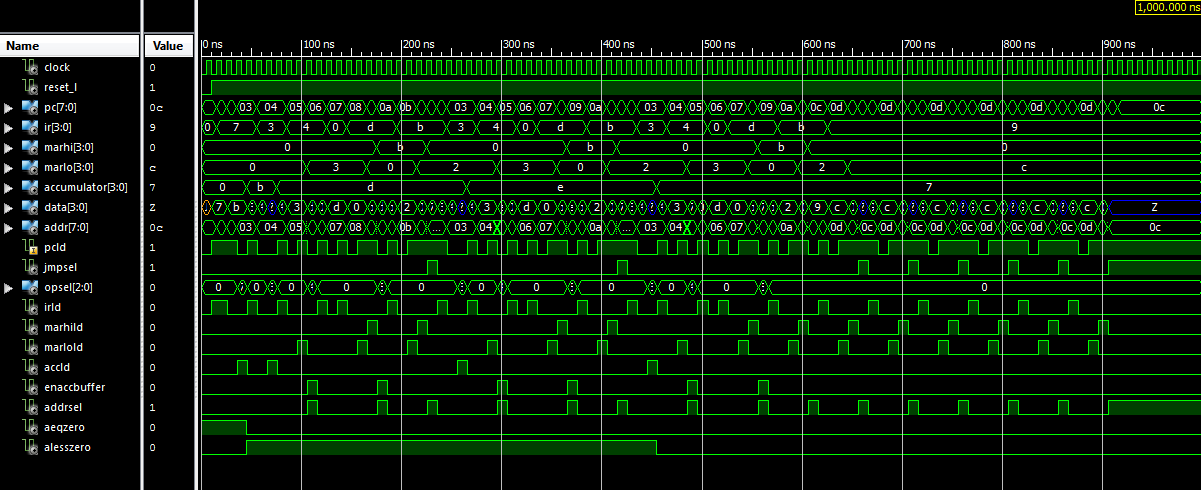 1,000.000 ns
Name Value 0 ns 100 ns 200 ns 300 ns 400 ns 500 ns 600 ns 700 ns 800 ns 900 ns
clock 0
reset_l 1
pc[7:0] 0c 03 04 05 06 07 08 0a 0b 03 04 05 06 07 09 0a 03 04 05 06 07 09 0a 0c 0d 0d 0d 0d 0d 0c
ir[3:0] 9 0 7 3 4 0 d b 3 4 0 d b 3 4 0 d b 9
marhi[3:0] 0 0 b 0 b 0 b 0
marlo[3:0] c 0 3 0 2 3 0 2 3 0 2 c
accumulator[3:0] 7 0 b d e 7
data[3:0] Z 7 b 3 d 0 2 3 d 0 2 3 d 0 2 9 c c c c c c Z
addr[7:0] 0c 03 04 05 07 08 0b ... 03 04 06 07 0a ... 03 04 06 07 0a 0c 0d 0c 0d 0c 0d 0c 0d 0c 0d 0c
pcld 1
jmpsel 1
opsel[2:0] 0 0 0 0 0 0 0 0 0 0 0 0 0
irld 0
marhild 0
marlold 0
accld 0
enaccbuffer 0
addrsel 1
aeqzero 0
alesszero 0